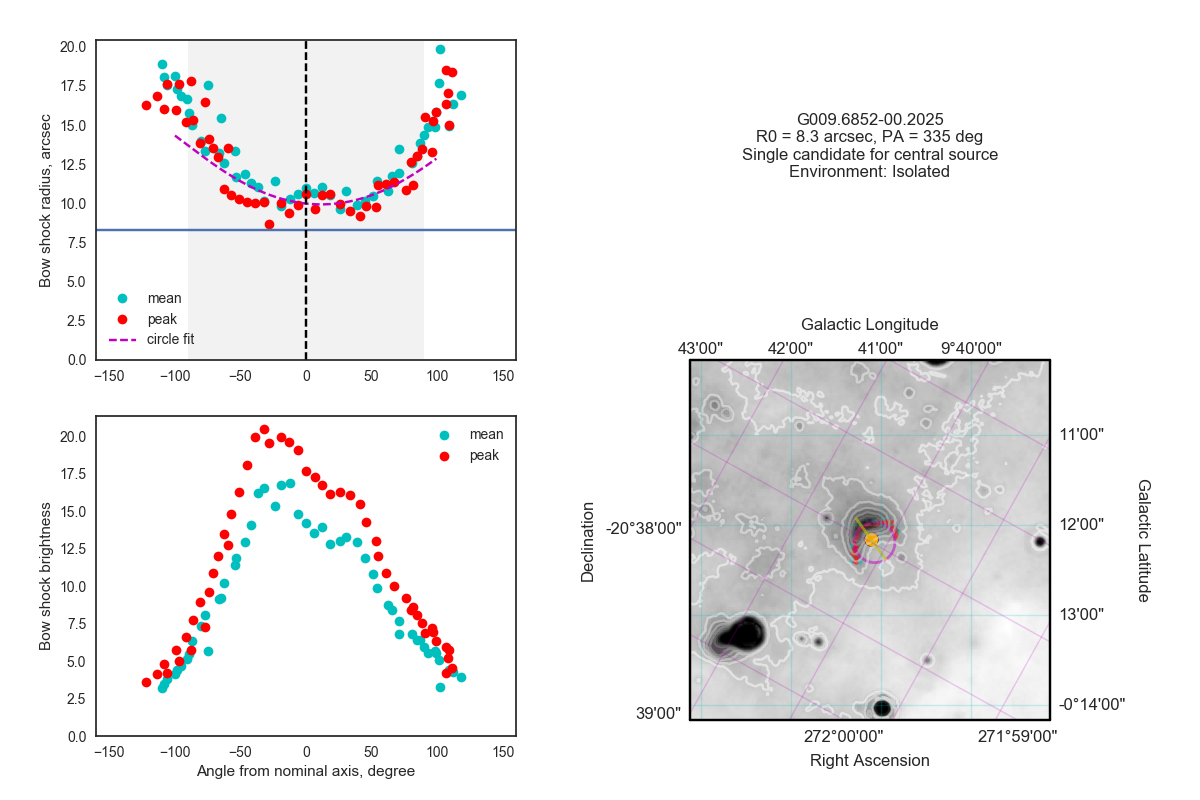 20.0
17.5
15.0
12.5
10.0
7.5
5.0
2.5
0.0
Bow shock radius, arcsec
mean
peak
circle fit
−150
−100
−50
0
50
100
150
20.0
17.5
15.0
12.5
10.0
7.5
5.0
2.5
0.0
Bow shock brightness
mean
peak
−150
−100
−50
0
50
100
150
Angle from nominal axis, degree
G009.6852-00.2025
R0 = 8.3 arcsec, PA = 335 deg
Single candidate for central source
Environment: Isolated
Galactic Longitude
43'00"
42'00"
41'00"
9°40'00"
11'00"
12'00"
13'00"
-0°14'00"
Galactic Latitude
-20°38'00"
39'00"
Declination
272°00'00"
271°59'00"
Right Ascension